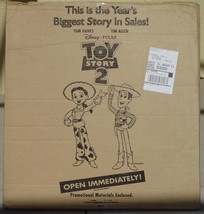 This is the Year's
Biggest Story In Sales!
TOM HANKS TIM ALLEN
Disney · PIXAR
TOY
STORY
2
OPEN IMMEDIATELY!
Promotional Materials Enclosed.